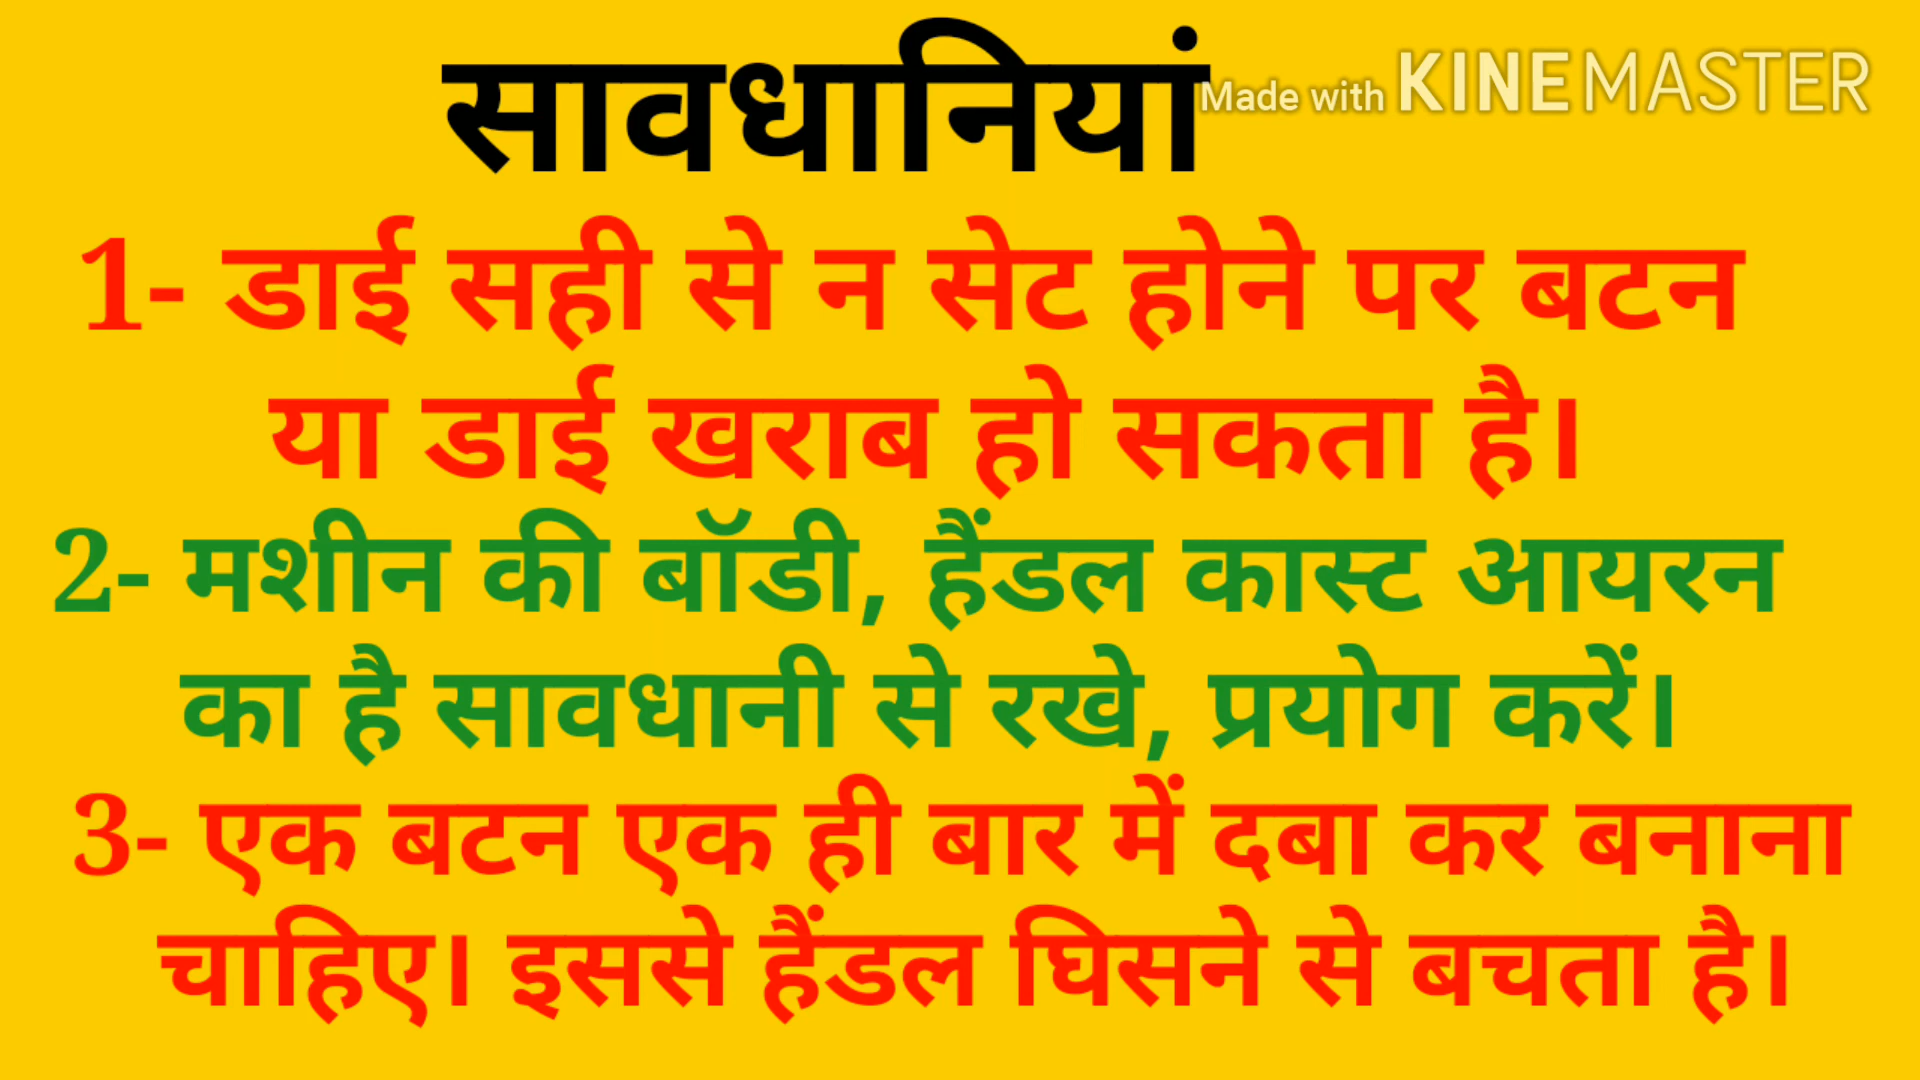 सावधानियां
Made with KINEMASTER
1- डाई सही से न सेट होने पर बटन
या डाई खराब हो सकता है।
2- मशीन की बॉडी, हैंडल कास्ट आयरन
का है सावधानी से रखे, प्रयोग करें।
3- एक बटन एक ही बार में दबा कर बनाना
चाहिए। इससे हैंडल घिसने से बचता है।